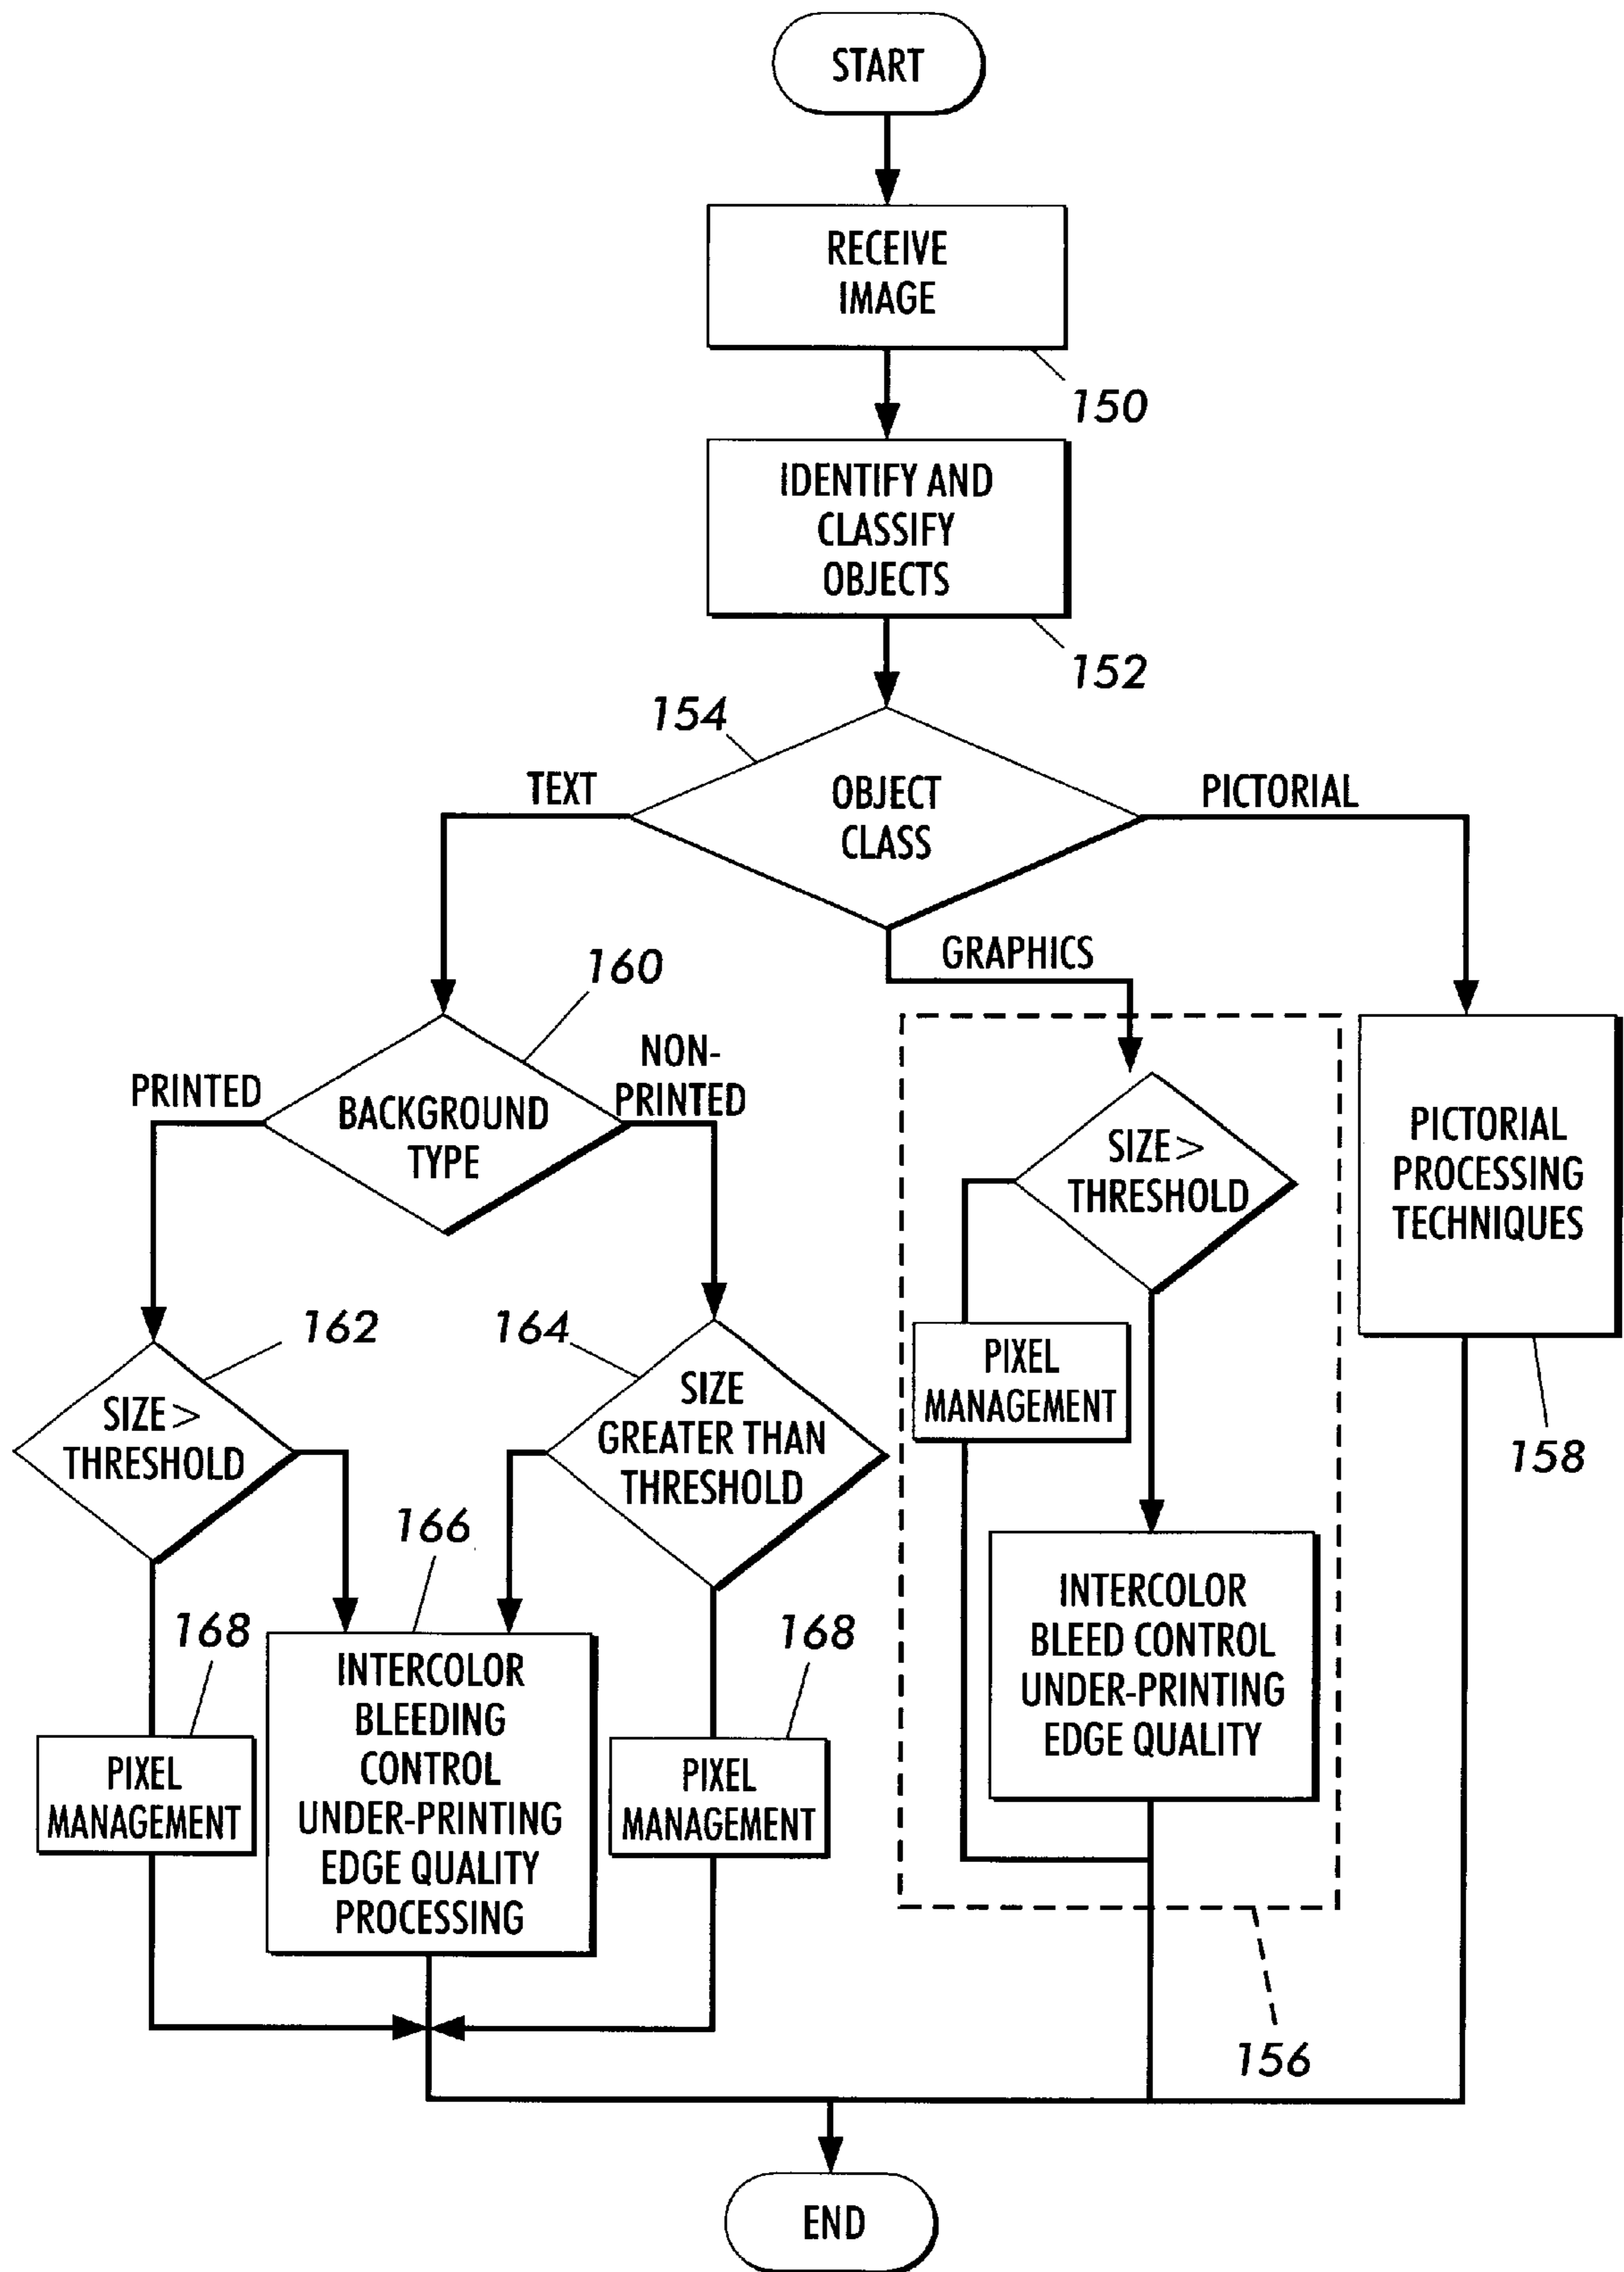 START
RECEIVE
IMAGE
150
IDENTIFY AND
CLASSIFY
OBJECTS
152
154
TEXT
OBJECT
CLASS
PICTORIAL
GRAPHICS
160
PRINTED
BACKGROUND
TYPE
NON-
PRINTED
SIZE >
THRESHOLD
PICTORIAL
PROCESSING
TECHNIQUES
158
162
SIZE >
THRESHOLD
164
SIZE
GREATER THAN
THRESHOLD
PIXEL
MANAGEMENT
166
168
PIXEL
MANAGEMENT
INTERCOLOR
BLEEDING
CONTROL
UNDER-PRINTING
EDGE QUALITY
PROCESSING
168
PIXEL
MANAGEMENT
INTERCOLOR
BLEED CONTROL
UNDER-PRINTING
EDGE QUALITY
156
END